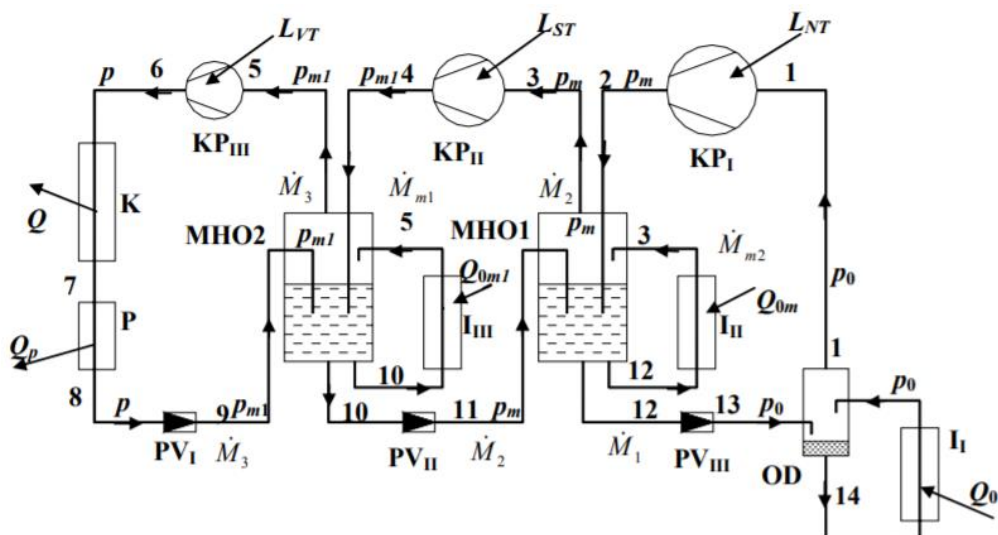 L_VT L_ST L_NT
p 6 5 p_m1 p_m1 4 3 p_m 2 p_m 1
KP_III KP_II KP_I
Ṁ_3 Ṁ_m1 Ṁ_2
K MHO2 p_m1 5 MHO1 p_m 3 Ṁ_m2
Q
7 Q_0m1 Q_0m p_0
P I_III I_II
Q_p 1
8 10 12 p_0
p 9 p_m1 10 11 p_m 12 13 p_0 I_I
PV_I Ṁ_3 PV_II Ṁ_2 Ṁ_1 PV_III OD
14 Q_0